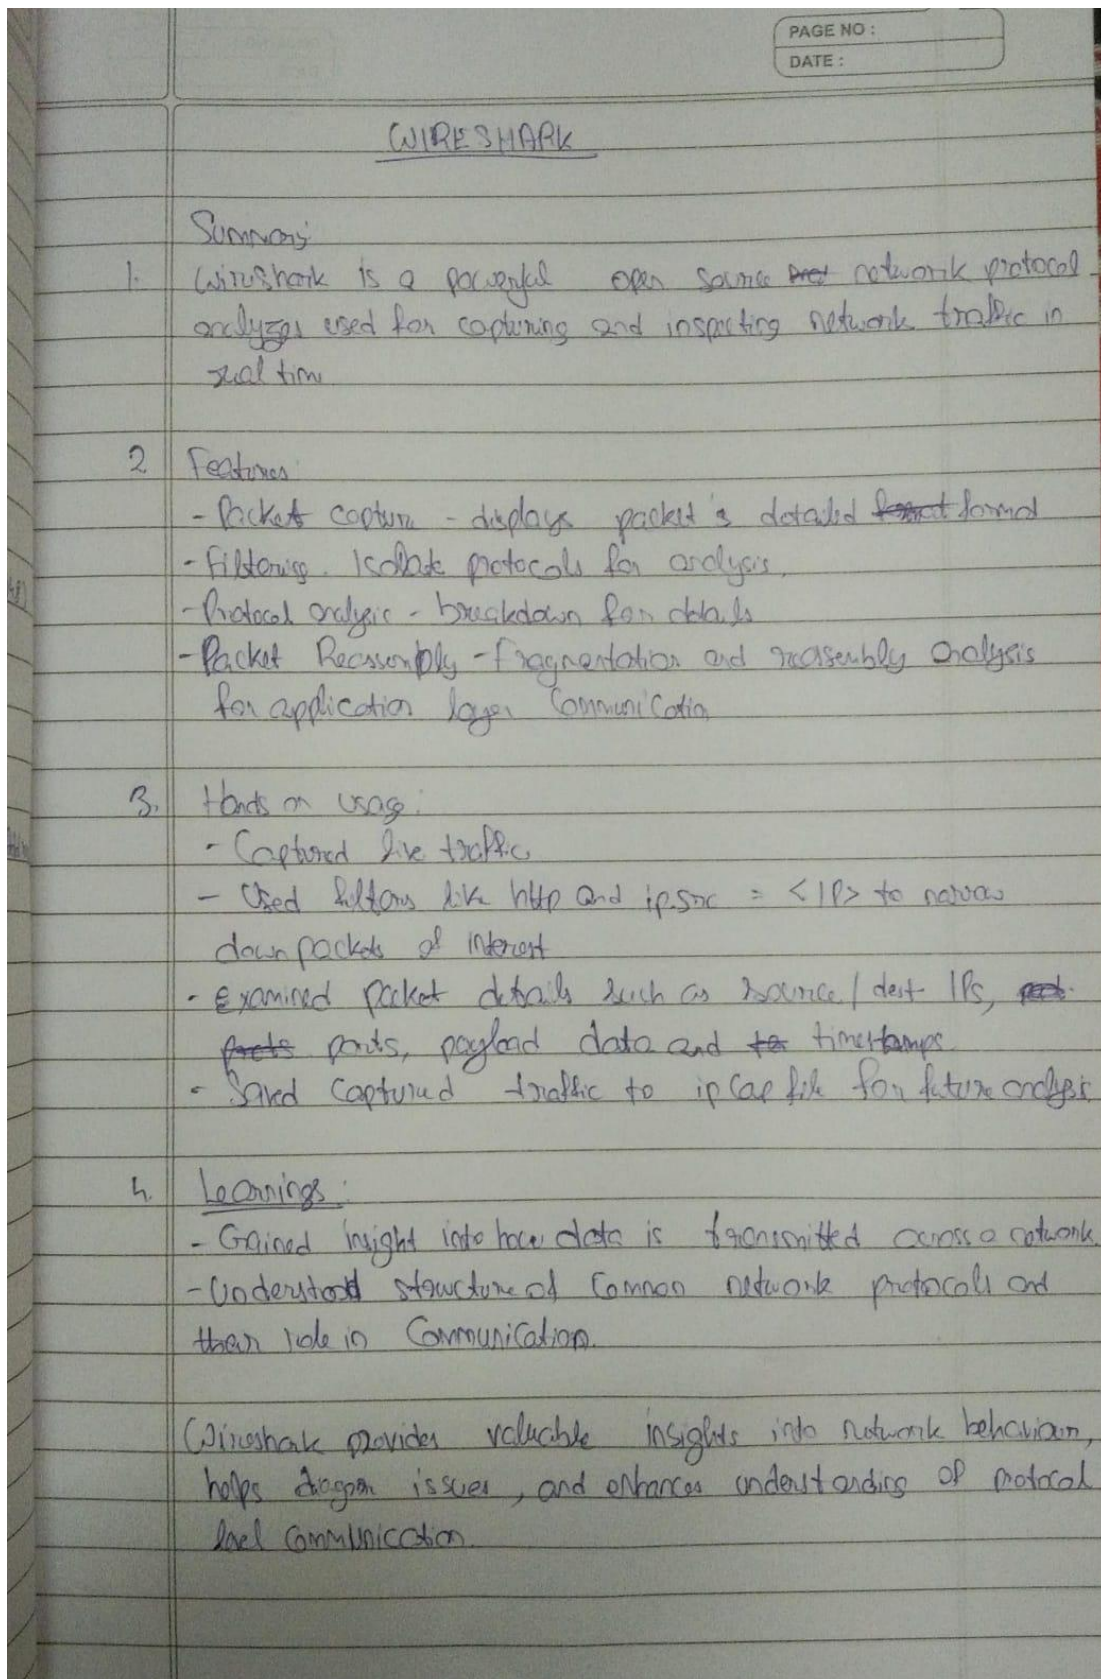 PAGE NO :
DATE :
WIRESHARK
Summary
1. Wireshark is a powerful open source network protocol
analyzer used for capturing and inspecting network traffic in
real time
2 Features:
- Packet capture - displays packet's detailed format
- Filtering. Isolate protocols for analysis.
- Protocol analysis - breakdown for details
- Packet Reassembly - fragmentation and reassembly analysis
for application layer communication
3. Hands on usage:
- Captured live traffic
- Used filters like http and ip.src = <IP> to narrow
down packets of interest
- Examined packet details such as source/dest IPs,
ports, payload data and timestamps
- Saved captured traffic to ipcap file for future analysis
4. Learnings:
- Gained insight into how data is transmitted across a network
- Understood structure of common network protocols and
their role in communication.
Wireshark provides valuable insights into network behaviour,
helps issues, and enhances understanding of protocol
communication.